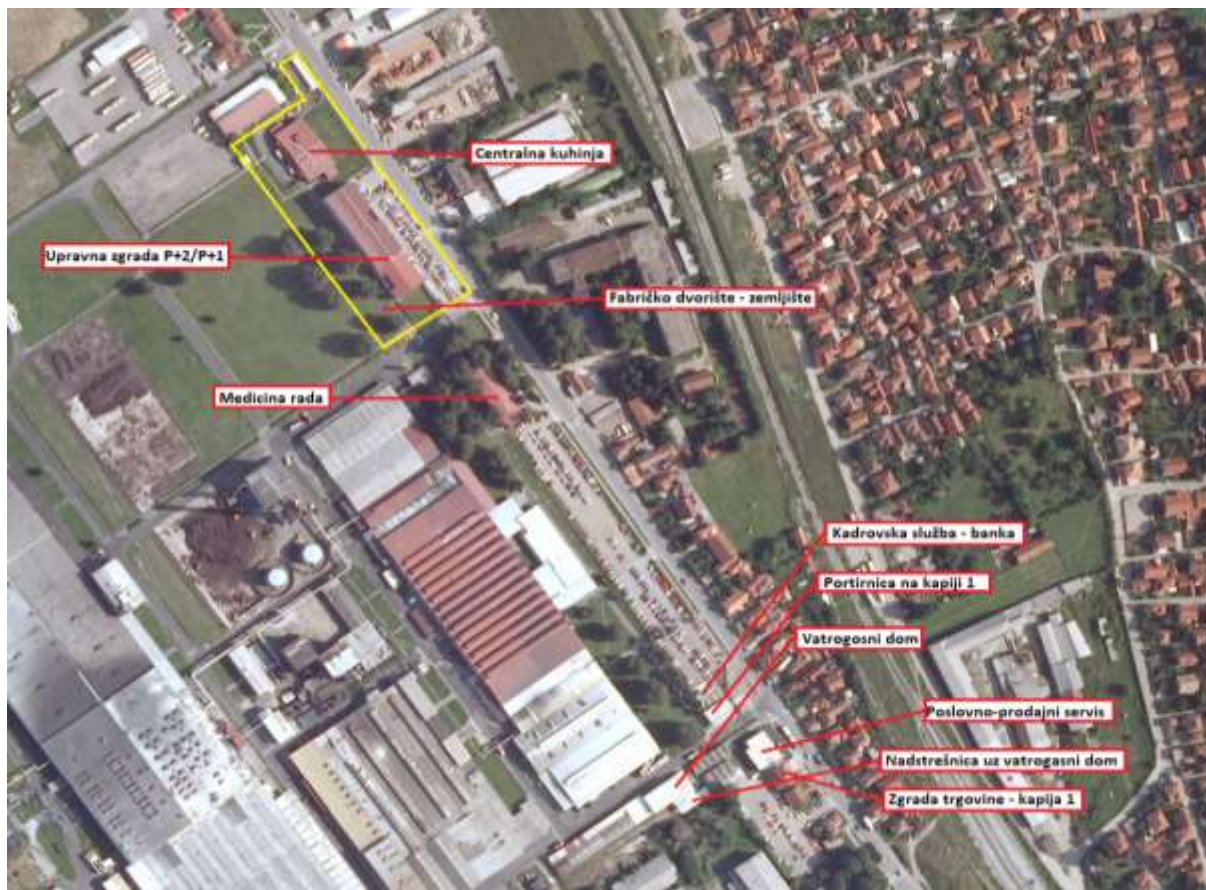 Centralna kuhinja
Upravna zgrada P+2/P+1
Fabričko dvorište - zemljište
Medicina rada
Kadrovska služba - banka
Portirnica na kapiji 1
Vatrogosni dom
Poslovno-prodajni servis
Nadstrešnica uz vatrogasni dom
Zgrada trgovine - kapija 1